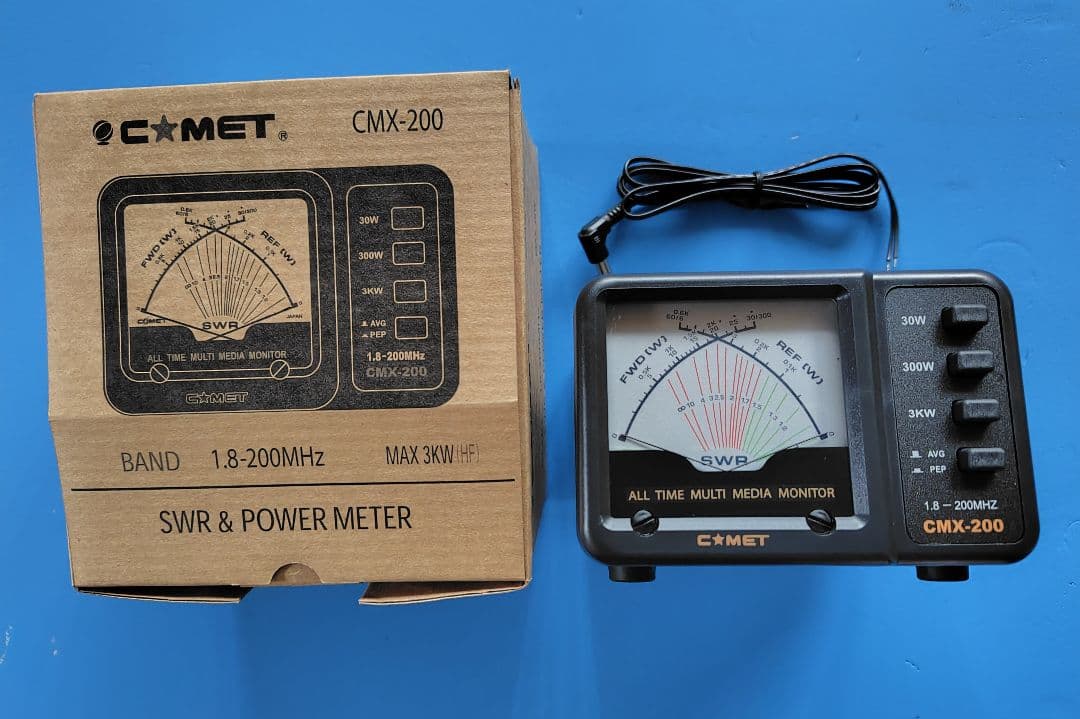 COMET®
CMX-200
FWD (W)
REF (W)
COMET
SWR
JAPAN
ALL TIME MULTI MEDIA MONITOR
COMET
30W
300W
3KW
AVG
PEP
1.8-200MHz
CMX-200
BAND 1.8-200MHz MAX 3KW(HF)
SWR & POWER METER
FWD (W)
REF (W)
SWR
ALL TIME MULTI MEDIA MONITOR
COMET
30W
300W
3KW
AVG
PEP
1.8 – 200MHZ
CMX-200